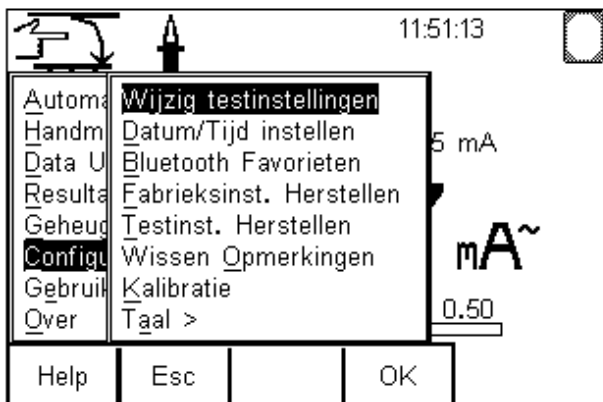 11:51:13
Automa
Handm
Data U
Resulta
Geheug
Configu
Gebruik
Over
Wijzig testinstellingen
Datum/Tijd instellen
Bluetooth Favorieten
Fabrieksinst. Herstellen
Testinst. Herstellen
Wissen Opmerkingen
Kalibratie
Taal >
5 mA
mA~
0.50
Help
Esc
OK